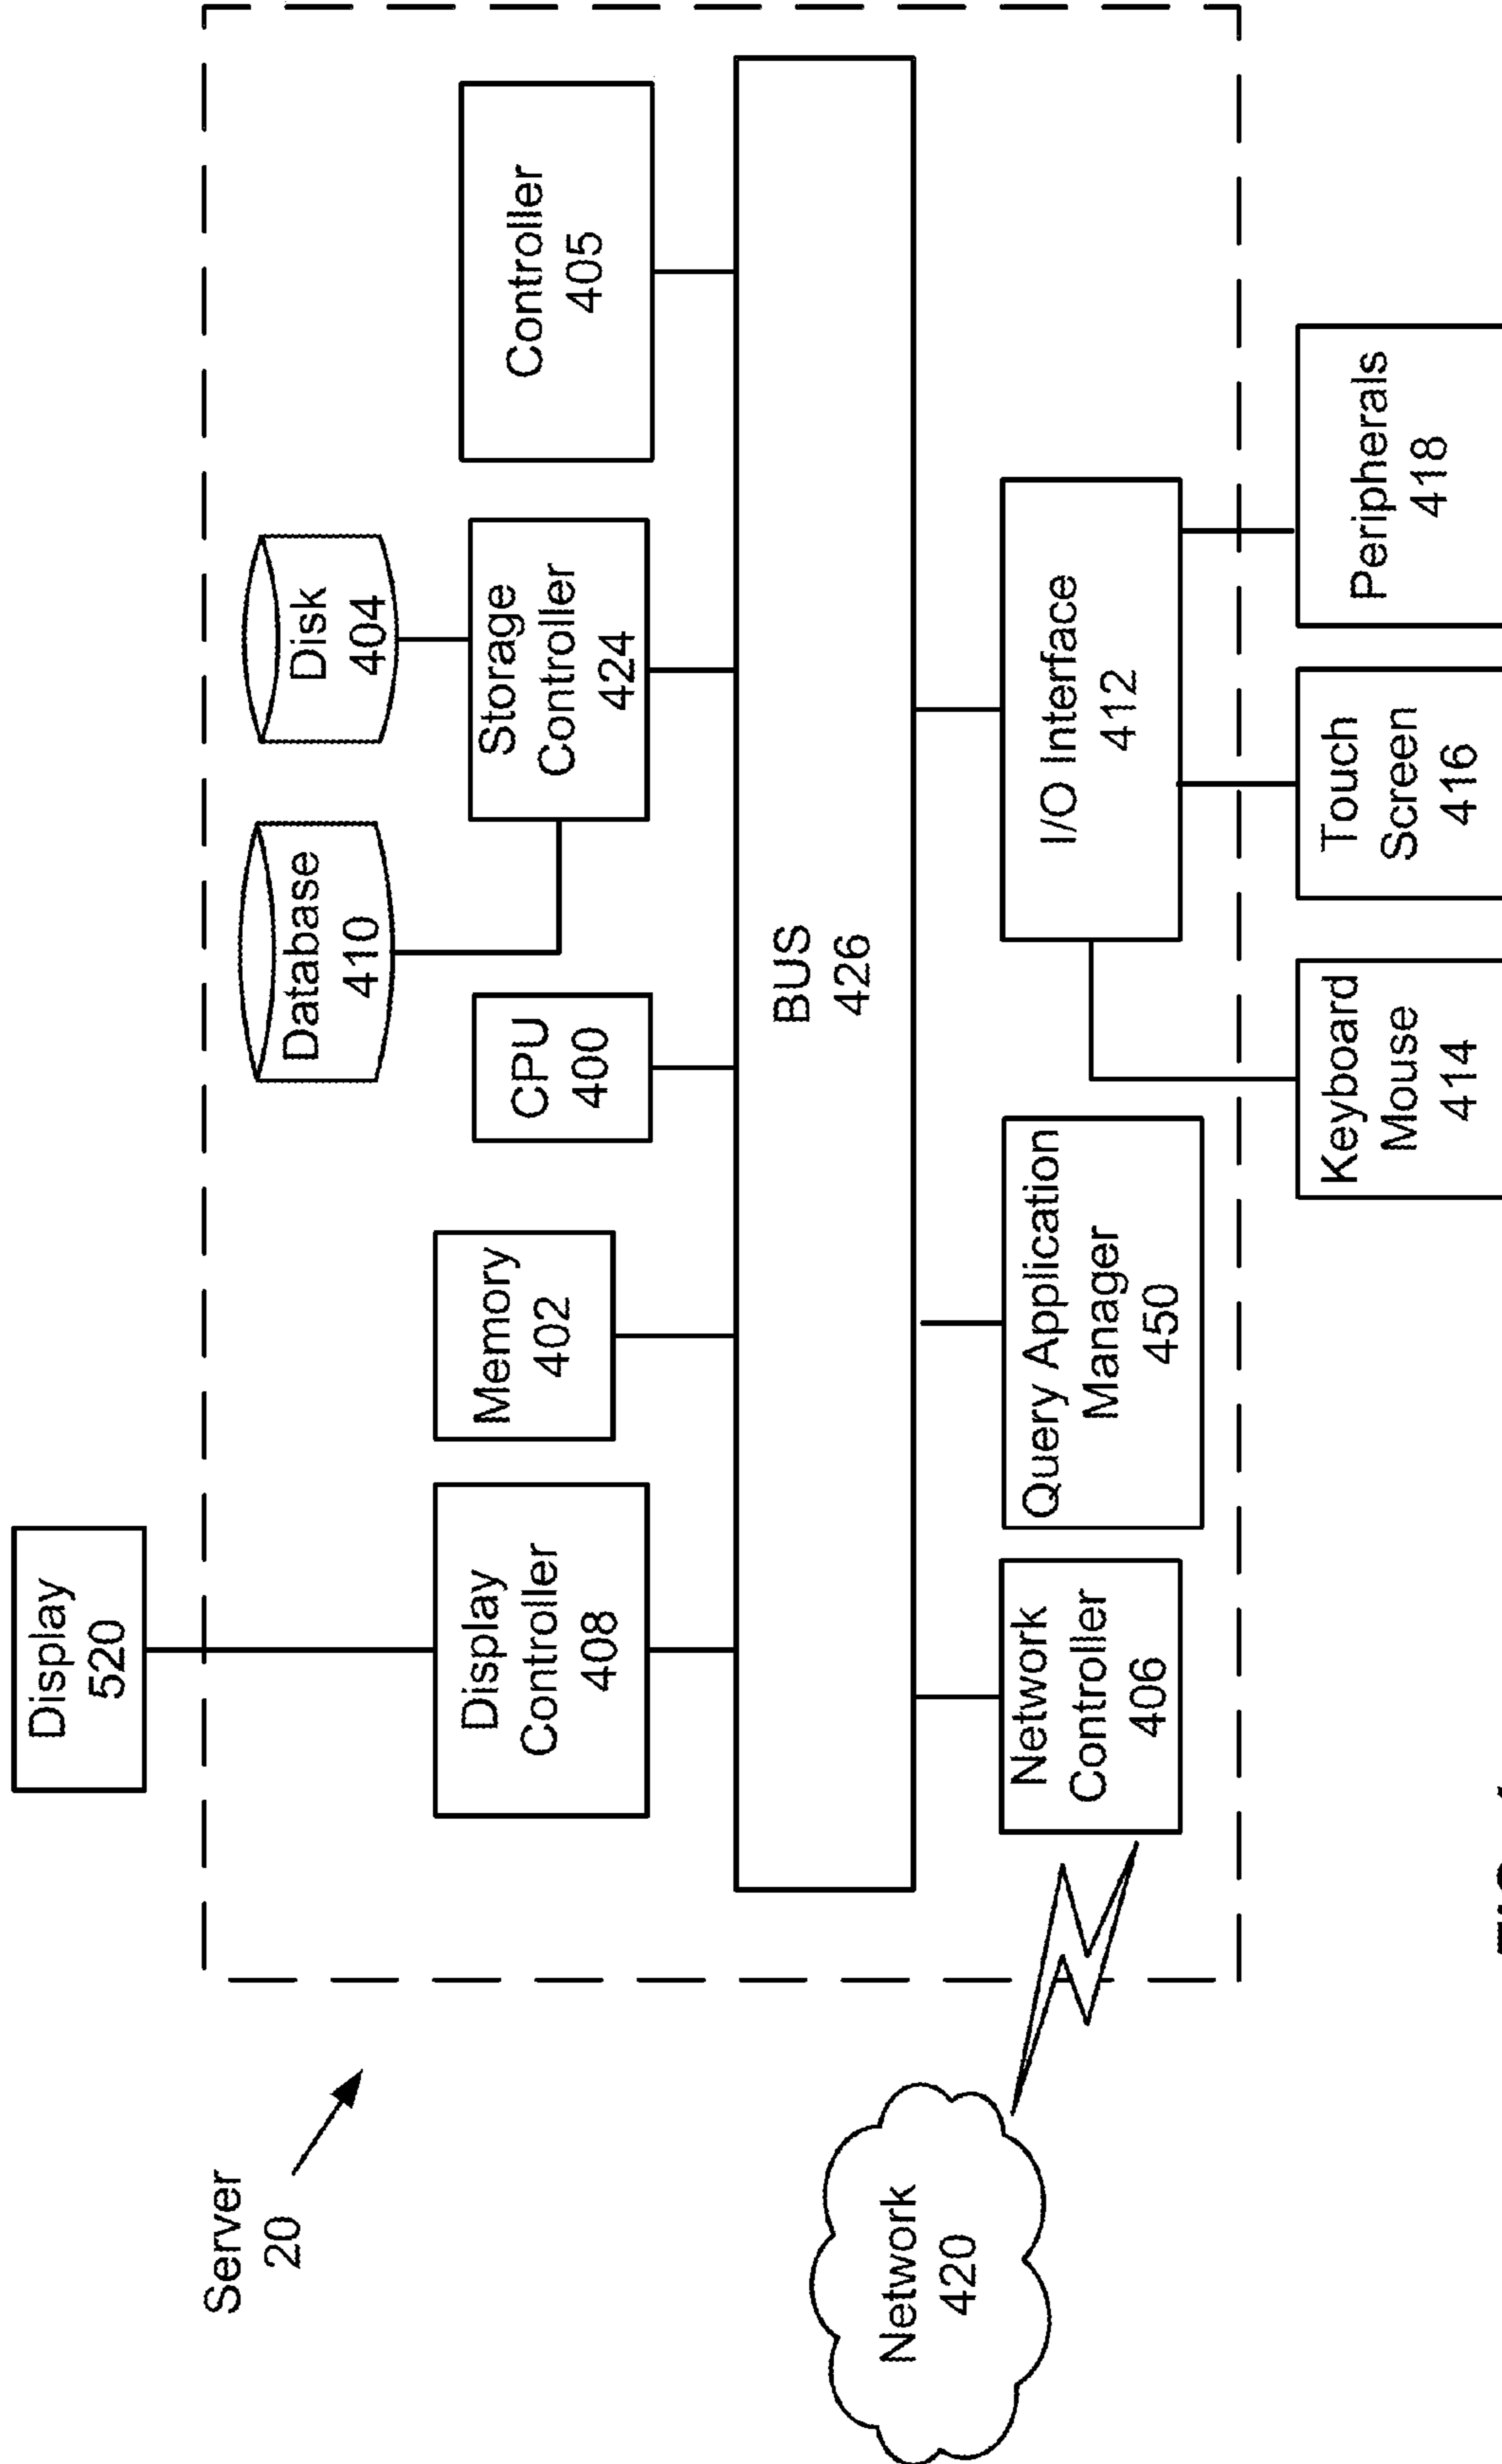 Display
520
Server
20
Display
Controller
408
Memory
402
CPU
400
Database
410
Disk
404
Storage
Controller
424
Controller
405
BUS
426
Network
420
Network
Controller
406
Query Application
Manager
450
I/O Interface
412
Keyboard
Mouse
414
Touch
Screen
416
Peripherals
418